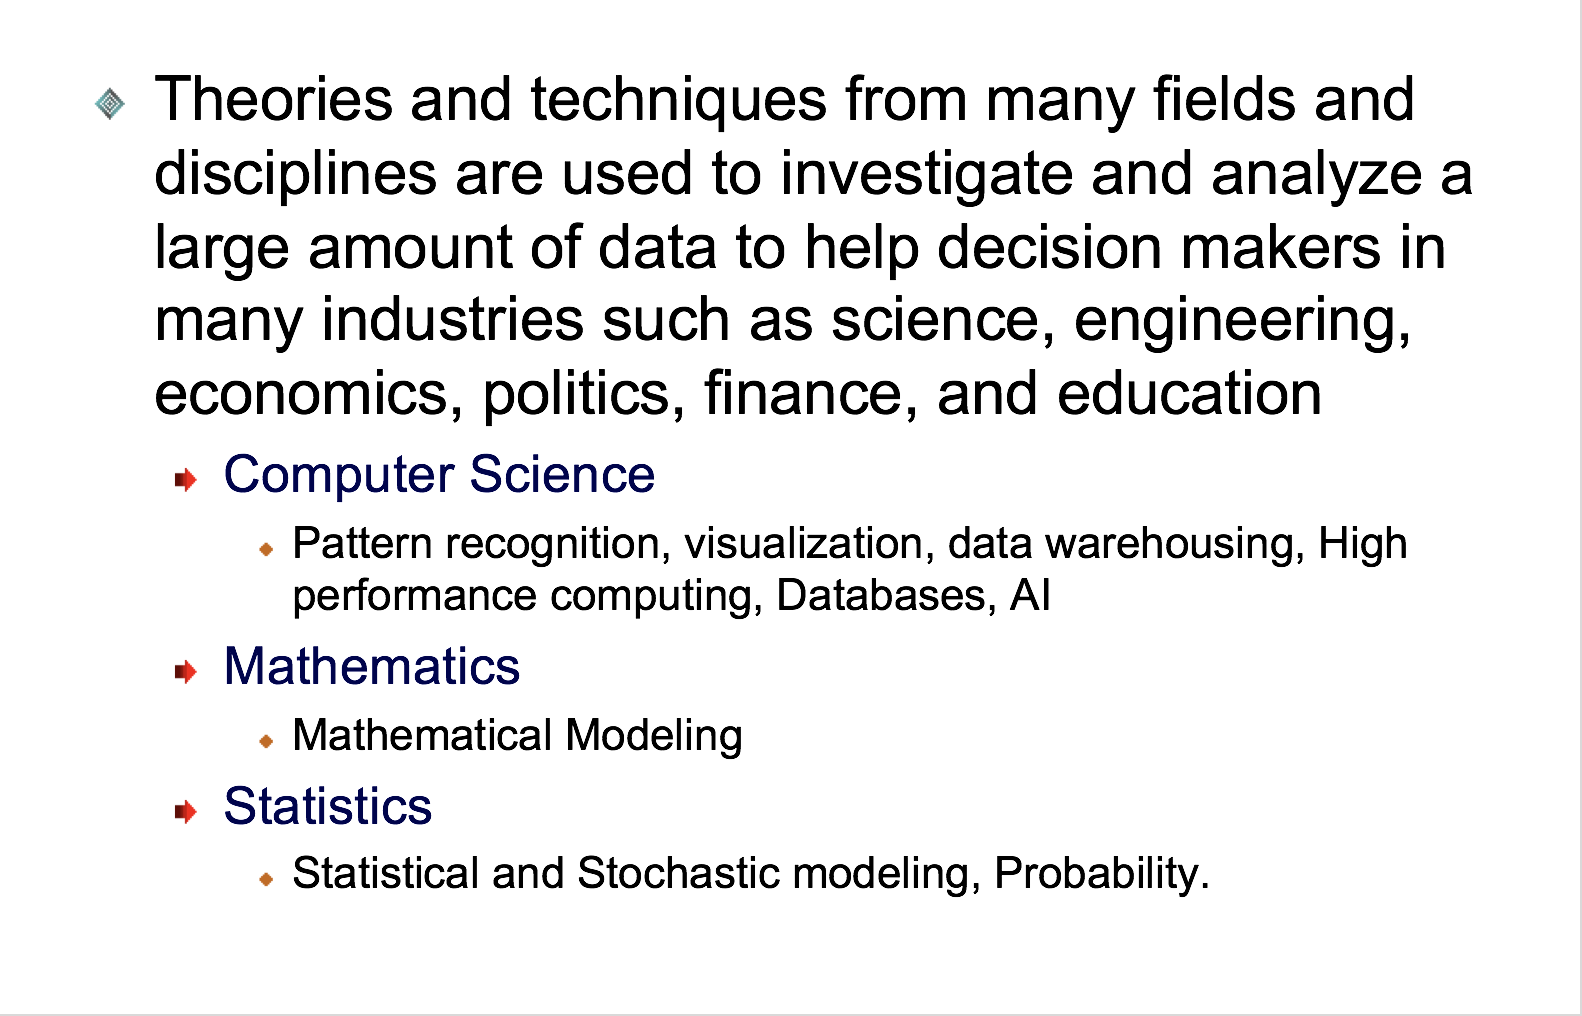 Theories and techniques from many fields and
disciplines are used to investigate and analyze a
large amount of data to help decision makers in
many industries such as science, engineering,
economics, politics, finance, and education
Computer Science
Pattern recognition, visualization, data warehousing, High
performance computing, Databases, AI
Mathematics
Mathematical Modeling
Statistics
Statistical and Stochastic modeling, Probability.